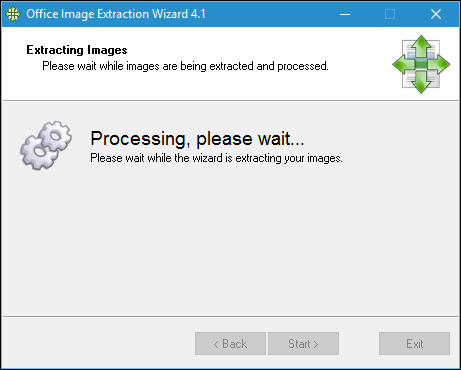 Office Image Extraction Wizard 4.1
Extracting Images
Please wait while images are being extracted and processed.
Processing, please wait...
Please wait while the wizard is extracting your images.
< Back Start > Exit